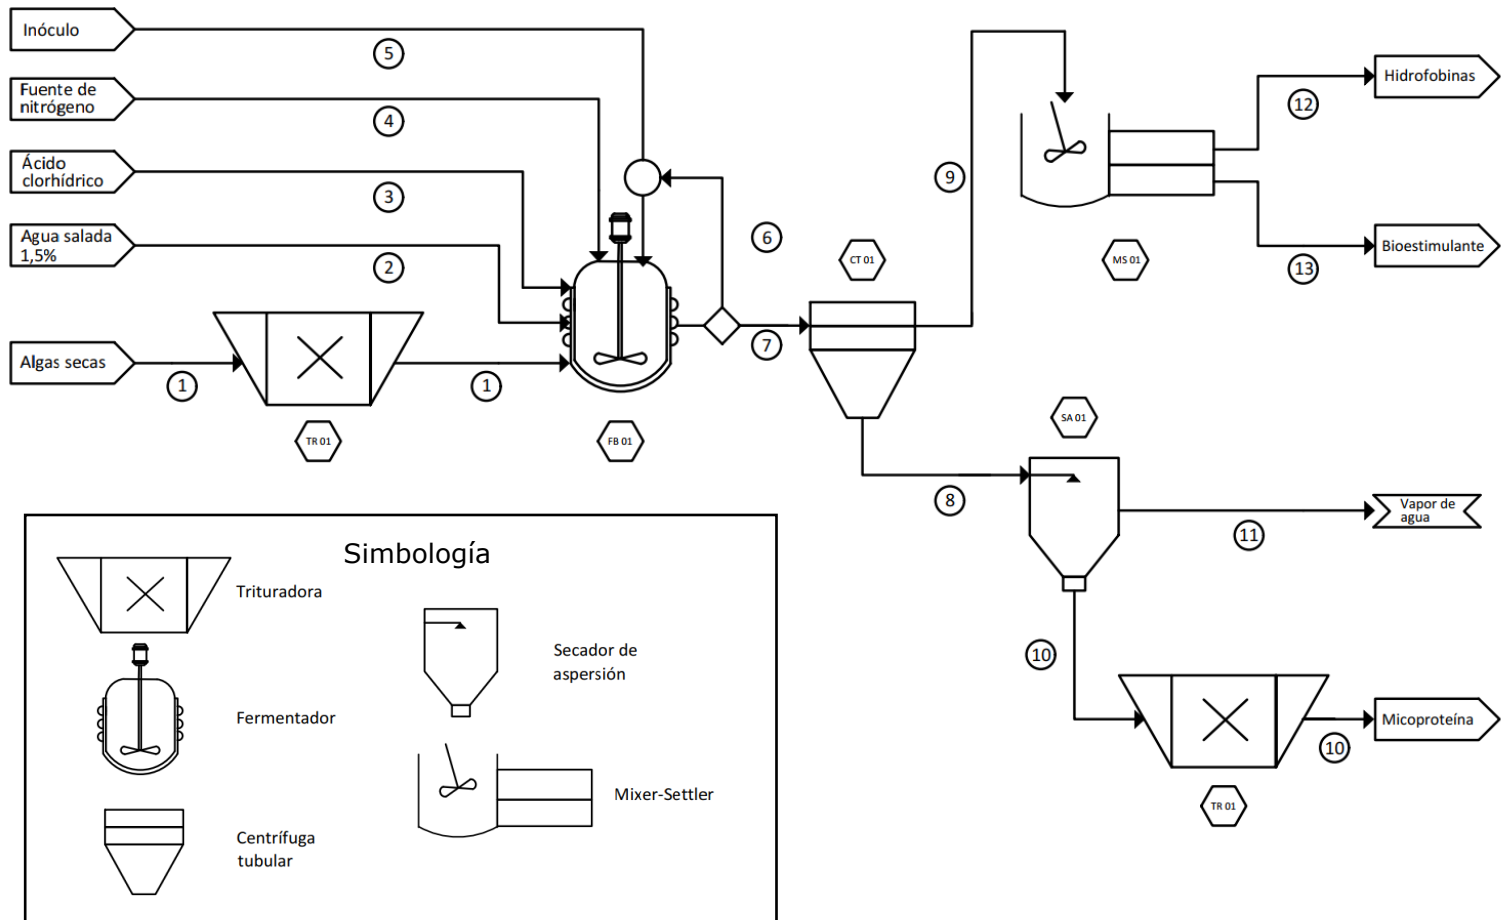 Inóculo
5
Fuente de
nitrógeno
4
Ácido
clorhídrico
3
Agua salada
1,5%
2
Algas secas
1
1
TR 01
FB 01
6
7
CT 01
9
8
MS 01
12
Hidrofobinas
13
Bioestimulante
SA 01
11
Vapor de
agua
10
10
Micoproteína
TR 01
Simbología
Trituradora
Fermentador
Centrífuga
tubular
Secador de
aspersión
Mixer-Settler